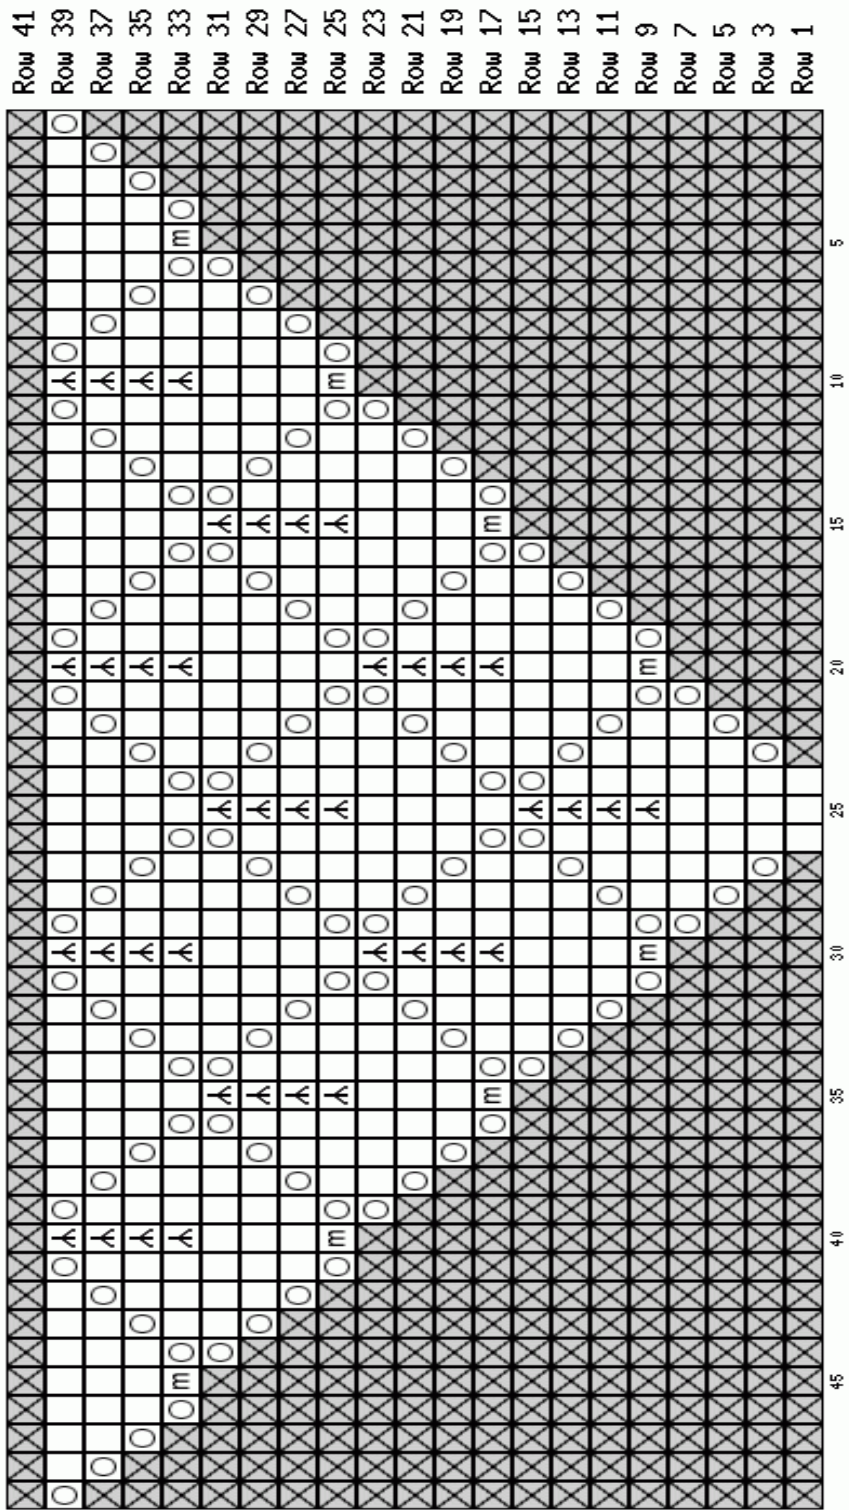 Row 41
Row 39
Row 37
Row 35
Row 33
Row 31
Row 29
Row 27
Row 25
Row 23
Row 21
Row 19
Row 17
Row 15
Row 13
Row 11
Row 9
Row 7
Row 5
Row 3
Row 1
m
5
m
10
m
15
m
20
25
m
30
m
35
m
40
m
45